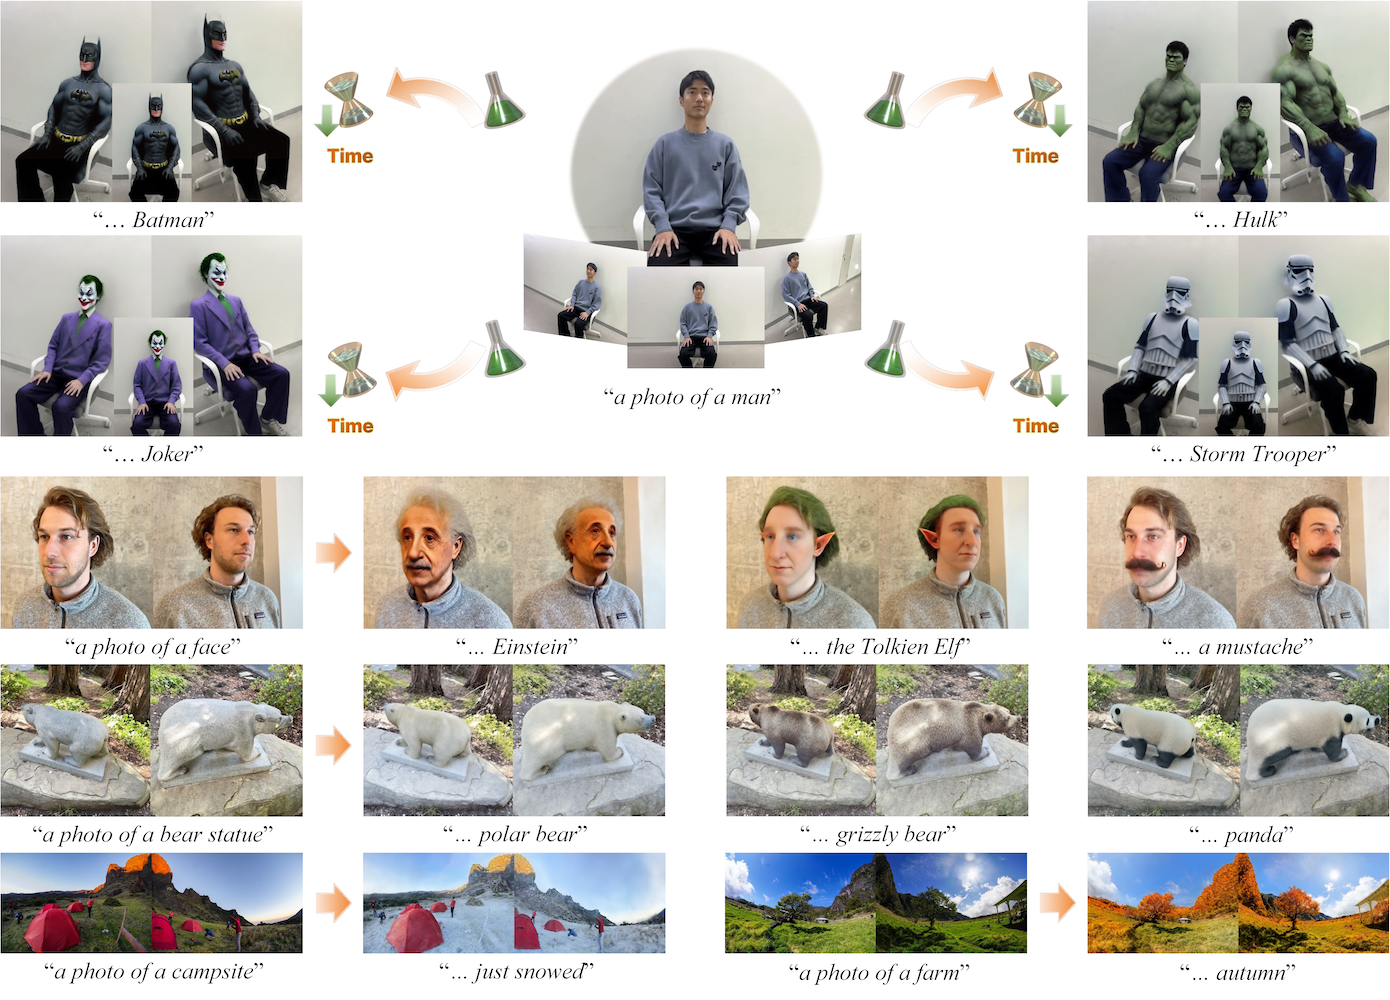 Time
Time
“... Batman”
“... Hulk”
Time
Time
“a photo of a man”
“... Joker”
“... Storm Trooper”
“a photo of a face”
“... Einstein”
“... the Tolkien Elf”
“... a mustache”
“a photo of a bear statue”
“... polar bear”
“... grizzly bear”
“... panda”
“a photo of a campsite”
“... just snowed”
“a photo of a farm”
“... autumn”